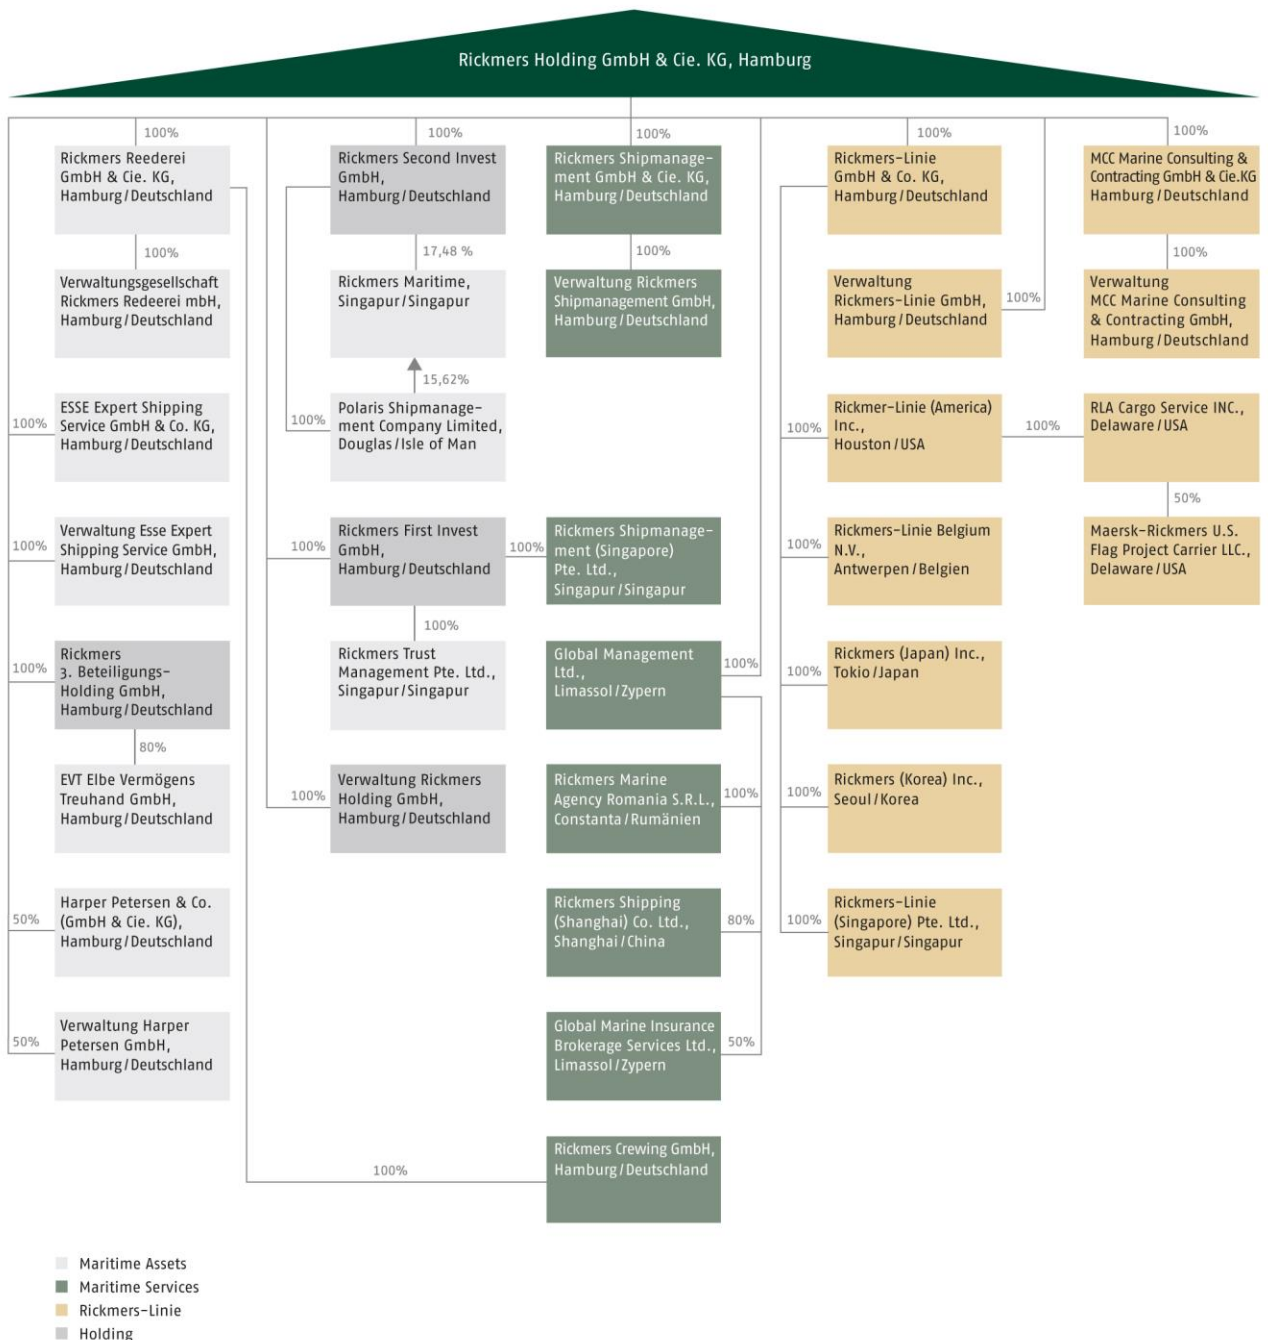 Rickmers Holding GmbH & Cie. KG, Hamburg
100%
Rickmers Reederei
GmbH & Cie. KG,
Hamburg/Deutschland
100%
Verwaltungsgesellschaft
Rickmers Redeerei mbH,
Hamburg/Deutschland
100%
ESSE Expert Shipping
Service GmbH & Co. KG,
Hamburg/Deutschland
100%
Verwaltung Esse Expert
Shipping Service GmbH,
Hamburg/Deutschland
100%
Rickmers
3. Beteiligungs-
Holding GmbH,
Hamburg/Deutschland
80%
EVT Elbe Vermögens
Treuhand GmbH,
Hamburg/Deutschland
50%
Harper Petersen & Co.
(GmbH & Cie. KG),
Hamburg/Deutschland
50%
Verwaltung Harper
Petersen GmbH,
Hamburg/Deutschland
100%
Rickmers Second Invest
GmbH,
Hamburg/Deutschland
17,48 %
Rickmers Maritime,
Singapur/Singapur
15,62%
100%
Polaris Shipmanage-
ment Company Limited,
Douglas/Isle of Man
100%
Rickmers First Invest
GmbH,
Hamburg/Deutschland
100%
100%
Rickmers Trust
Management Pte. Ltd.,
Singapur/Singapur
100%
Verwaltung Rickmers
Holding GmbH,
Hamburg/Deutschland
100%
Rickmers Shipmanage-
ment GmbH & Cie. KG,
Hamburg/Deutschland
100%
Verwaltung Rickmers
Shipmanagement GmbH,
Hamburg/Deutschland
Rickmers Shipmanage-
ment (Singapore)
Pte. Ltd.,
Singapur/Singapur
Global Management
Ltd.,
Limassol/Zypern
100%
Rickmers Marine
Agency Romania S.R.L.,
Constanta/Rumänien
100%
Rickmers Shipping
(Shanghai) Co. Ltd.,
Shanghai/China
80%
Global Marine Insurance
Brokerage Services Ltd.,
Limassol/Zypern
50%
100%
Rickmers Crewing GmbH,
Hamburg/Deutschland
100%
Rickmers-Linie
GmbH & Co. KG,
Hamburg/Deutschland
Verwaltung
Rickmers-Linie GmbH,
Hamburg/Deutschland
100%
100%
Rickmer-Linie (America)
Inc.,
Houston/USA
100%
100%
Rickmers-Linie Belgium
N.V.,
Antwerpen/Belgien
100%
Rickmers (Japan) Inc.,
Tokio/Japan
100%
Rickmers (Korea) Inc.,
Seoul/Korea
100%
Rickmers-Linie
(Singapore) Pte. Ltd.,
Singapur/Singapur
100%
MCC Marine Consulting &
Contracting GmbH & Cie.KG
Hamburg/Deutschland
100%
Verwaltung
MCC Marine Consulting
& Contracting GmbH,
Hamburg/Deutschland
RLA Cargo Service INC.,
Delaware/USA
50%
Maersk-Rickmers U.S.
Flag Project Carrier LLC.,
Delaware/USA
Maritime Assets
Maritime Services
Rickmers-Linie
Holding